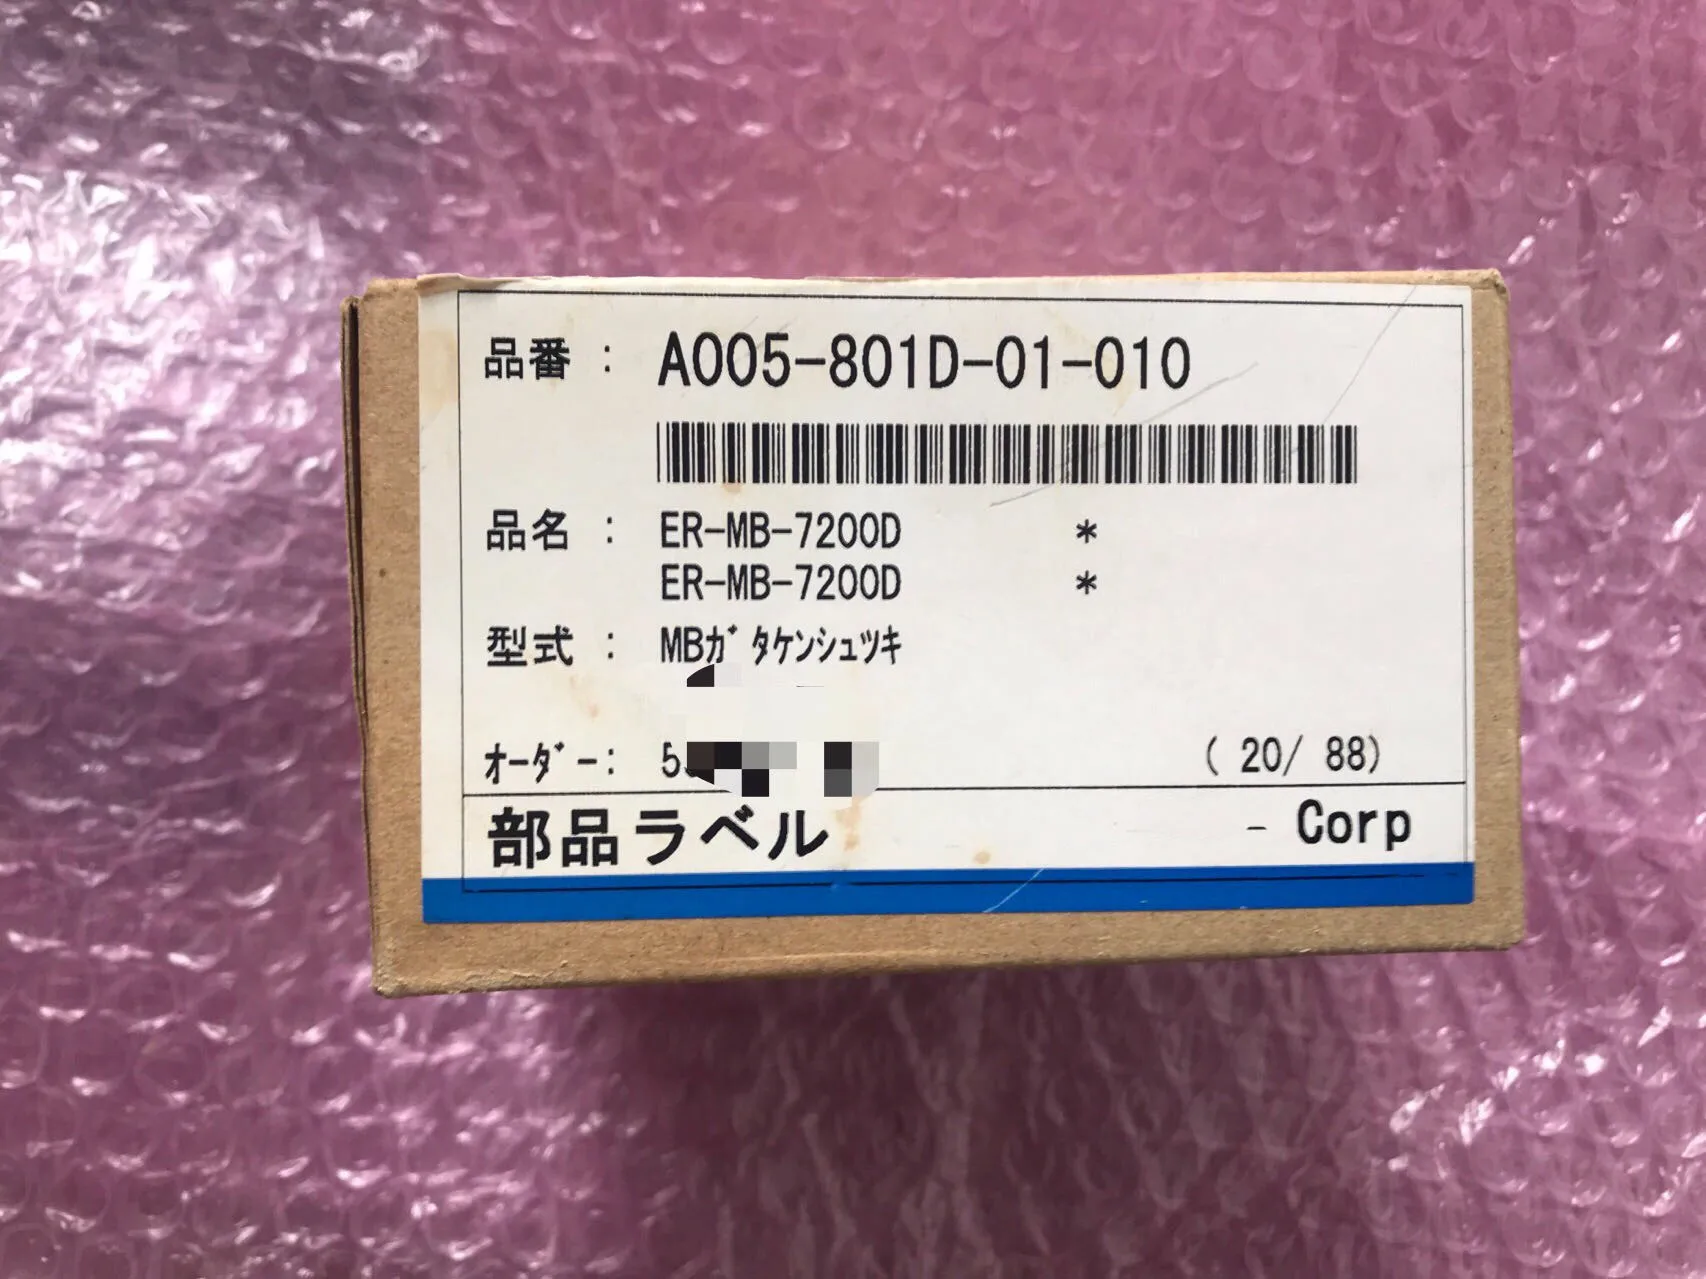 品番 : A005-801D-01-010
品名 : ER-MB-7200D *
ER-MB-7200D *
型式 : MBｶﾞﾀｹﾝｼｭﾂｷ
ｵｰﾀﾞｰ: 5 ( 20/ 88)
部品ラベル - Corp